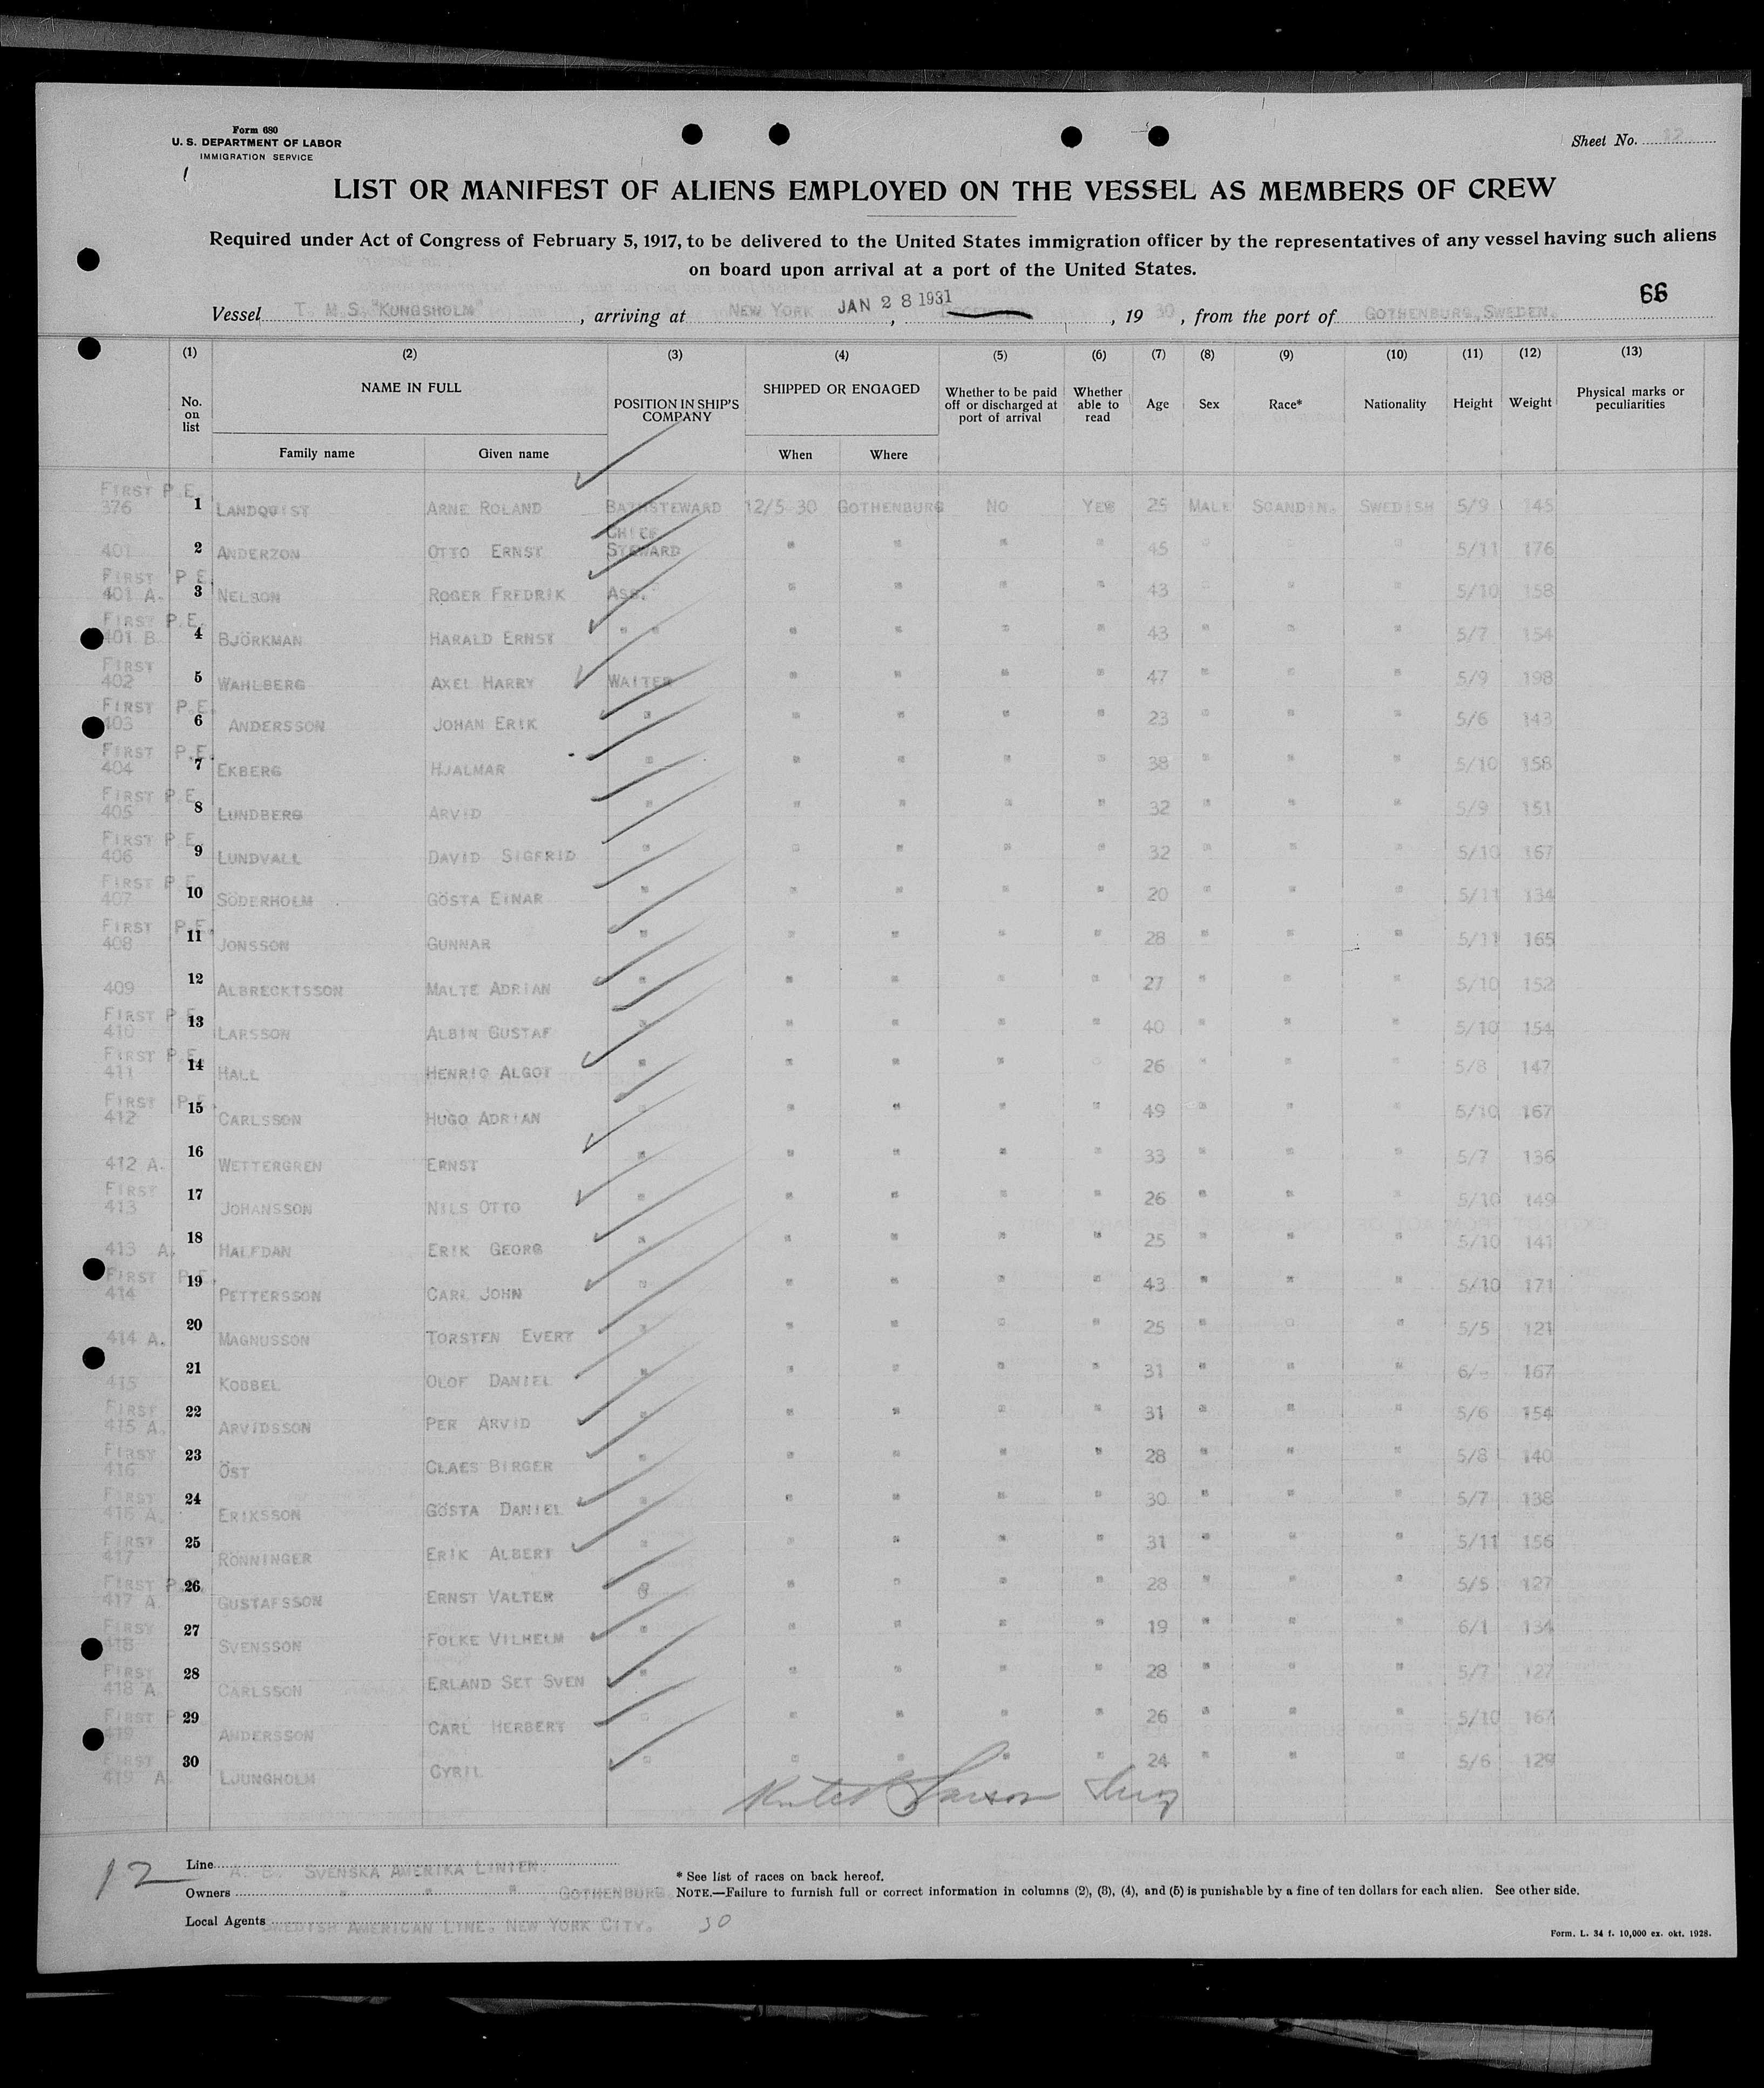 Form 680
U. S. DEPARTMENT OF LABOR
IMMIGRATION SERVICE
Sheet No. 12
LIST OR MANIFEST OF ALIENS EMPLOYED ON THE VESSEL AS MEMBERS OF CREW
Required under Act of Congress of February 5, 1917, to be delivered to the United States immigration officer by the representatives of any vessel having such aliens
on board upon arrival at a port of the United States.
66
Vessel T. M. S. "KUNGSHOLM", arriving at NEW YORK JAN 28 1931, 19 30, from the port of GOTHENBURG, SWEDEN.
(1) (2) (3) (4) (5) (6) (7) (8) (9) (10) (11) (12) (13)
No. on list NAME IN FULL POSITION IN SHIP'S COMPANY SHIPPED OR ENGAGED Whether to be paid off or discharged at port of arrival Whether able to read Age Sex Race* Nationality Height Weight Physical marks or peculiarities
Family name Given name When Where
FIRST P.E. 376 1 LANDQVIST ARNE ROLAND BATHSTEWARD 12/5 30 GOTHENBURG NO YES 25 MALE SCANDIN. SWEDISH 5/9 145
401 2 ANDERZON OTTO ERNST CHIEF STEWARD " " " " 45 " " " 5/11 176
FIRST P.E. 401 A. 3 NELSON ROGER FREDRIK ASS. " " " " 43 " " " 5/10 158
FIRST P.E. 401 B 4 BJÖRKMAN HARALD ERNST " " " " " " 43 " " " 5/7 154
FIRST 402 5 WAHLBERG AXEL HARRY WAITER " " " " 47 " " " 5/9 198
FIRST P.E. 403 6 ANDERSSON JOHAN ERIK " " " " " 23 " " " 5/6 143
FIRST P.E. 404 7 EKBERG HJALMAR " " " " " 38 " " " 5/10 158
FIRST P.E. 405 8 LUNDBERG ARVID " " " " " 32 " " " 5/9 151
FIRST P.E. 406 9 LUNDVALL DAVID SIGFRID " " " " " 32 " " " 5/10 167
FIRST P.E. 407 10 SÖDERHOLM GÖSTA EINAR " " " " " 20 " " " 5/11 134
FIRST P.E. 408 11 JONSSON GUNNAR " " " " " 28 " " " 5/11 165
409 12 ALBRECKTSSON MALTE ADRIAN " " " " " 27 " " " 5/10 152
FIRST P.E. 410 13 LARSSON ALBIN GUSTAF " " " " " 40 " " " 5/10 154
FIRST P.E. 411 14 HALL HENRIC ALGOT " " " " " 26 " " " 5/8 147
FIRST P.E. 412 15 CARLSSON HUGO ADRIAN " " " " " 49 " " " 5/10 167
412 A. 16 WETTERGREN ERNST " " " " " 33 " " " 5/7 136
FIRST 413 17 JOHANSSON NILS OTTO " " " " " 26 " " " 5/10 149
413 A. 18 HALFDAN ERIK GEORG " " " " " 25 " " " 5/10 141
FIRST P.E. 414 19 PETTERSSON CARL JOHN " " " " " 43 " " " 5/10 171
414 A. 20 MAGNUSSON TORSTEN EVERT " " " " " 25 " " " 5/5 121
415 21 KOBBEL OLOF DANIEL " " " " " 31 " " " 6/- 167
FIRST 415 A. 22 ARVIDSSON PER ARVID " " " " " 31 " " " 5/6 154
FIRST 416 23 ÖST CLAES BIRGER " " " " " 28 " " " 5/8 140
FIRST 416 A. 24 ERIKSSON GÖSTA DANIEL " " " " " 30 " " " 5/7 138
FIRST 417 25 RÖNNINGER ERIK ALBERT " " " " " 31 " " " 5/11 156
FIRST P.E. 417 A. 26 GUSTAFSSON ERNST VALTER " " " " " 28 " " " 5/5 127
FIRST 418 27 SVENSSON FOLKE VILHELM " " " " " 19 " " " 6/1 134
FIRST 418 A 28 CARLSSON ERLAND SET SVEN " " " " " 28 " " " 5/7 127
FIRST P. 419 29 ANDERSSON CARL HERBERT " " " " " 26 " " " 5/10 167
FIRST 419 A 30 LJUNGHOLM CYRIL " " " " " 24 " " " 5/6 129
12
Line A. B. SVENSKA AMERIKA LINIEN.
Owners " " " , GOTHENBURG
Local Agents SWEDISH AMERICAN LINE, NEW YORK CITY. 30
* See list of races on back hereof.
NOTE.—Failure to furnish full or correct information in columns (2), (3), (4), and (5) is punishable by a fine of ten dollars for each alien. See other side.
Form. L. 34 f. 10,000 ex. okt. 1928.